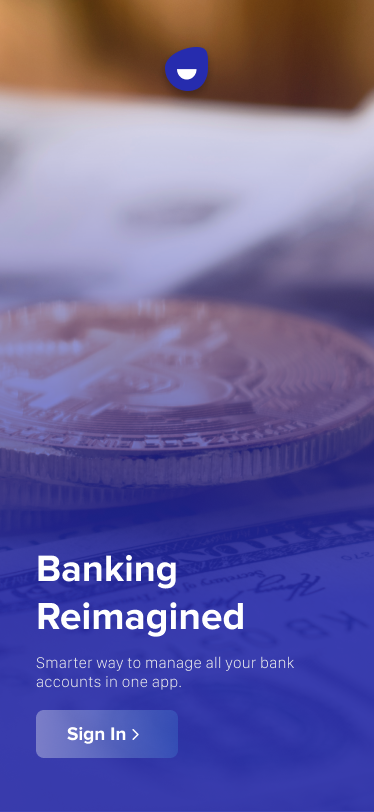 Banking
Reimagined
Smarter way to manage all your bank
accounts in one app.
Sign In